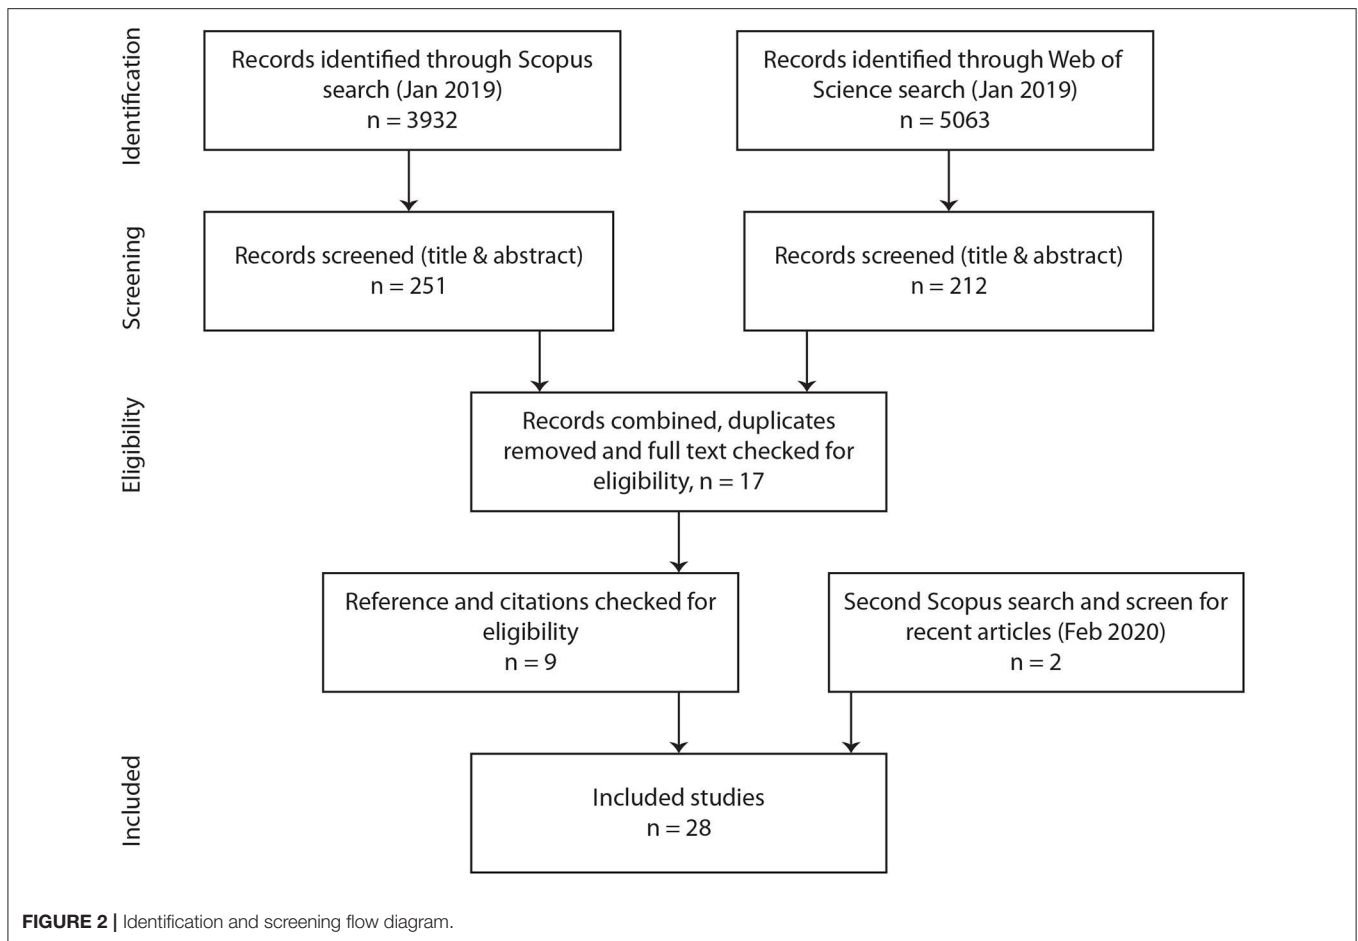 Identification
Records identified through Scopus
search (Jan 2019)
n = 3932
Records identified through Web of
Science search (Jan 2019)
n = 5063
Screening
Records screened (title & abstract)
n = 251
Records screened (title & abstract)
n = 212
Eligibility
Records combined, duplicates
removed and full text checked for
eligibility, n = 17
Reference and citations checked for
eligibility
n = 9
Second Scopus search and screen for
recent articles (Feb 2020)
n = 2
Included
Included studies
n = 28
FIGURE 2 | Identification and screening flow diagram.